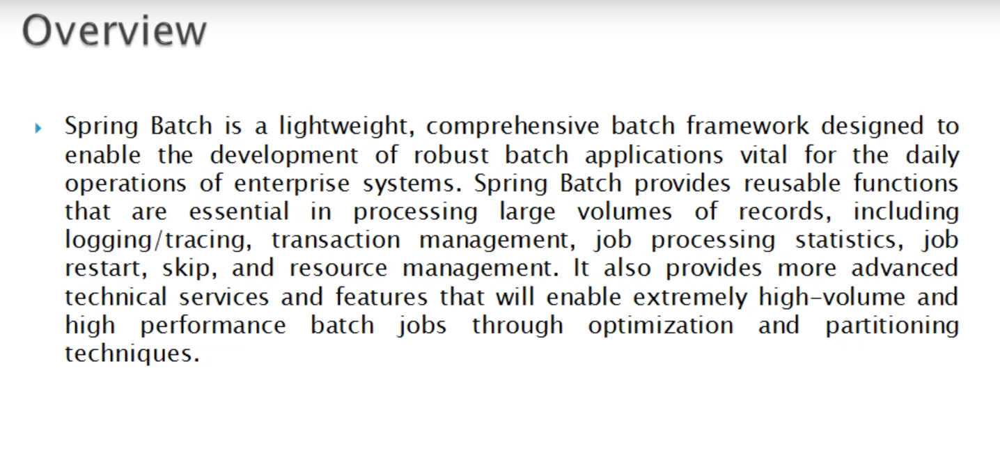 Overview
Spring Batch is a lightweight, comprehensive batch framework designed to
enable the development of robust batch applications vital for the daily
operations of enterprise systems. Spring Batch provides reusable functions
that are essential in processing large volumes of records, including
logging/tracing, transaction management, job processing statistics, job
restart, skip, and resource management. It also provides more advanced
technical services and features that will enable extremely high-volume and
high performance batch jobs through optimization and partitioning
techniques.